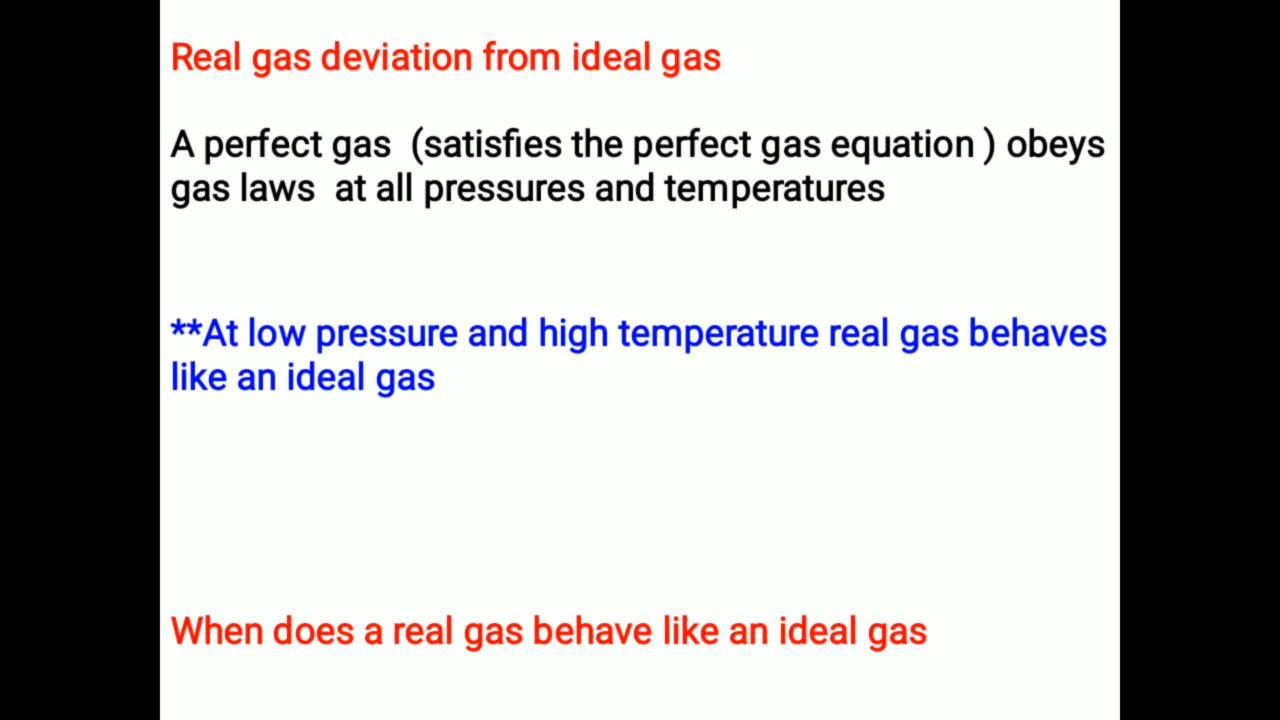 Real gas deviation from ideal gas
A perfect gas  (satisfies the perfect gas equation ) obeys
gas laws  at all pressures and temperatures
**At low pressure and high temperature real gas behaves
like an ideal gas
When does a real gas behave like an ideal gas